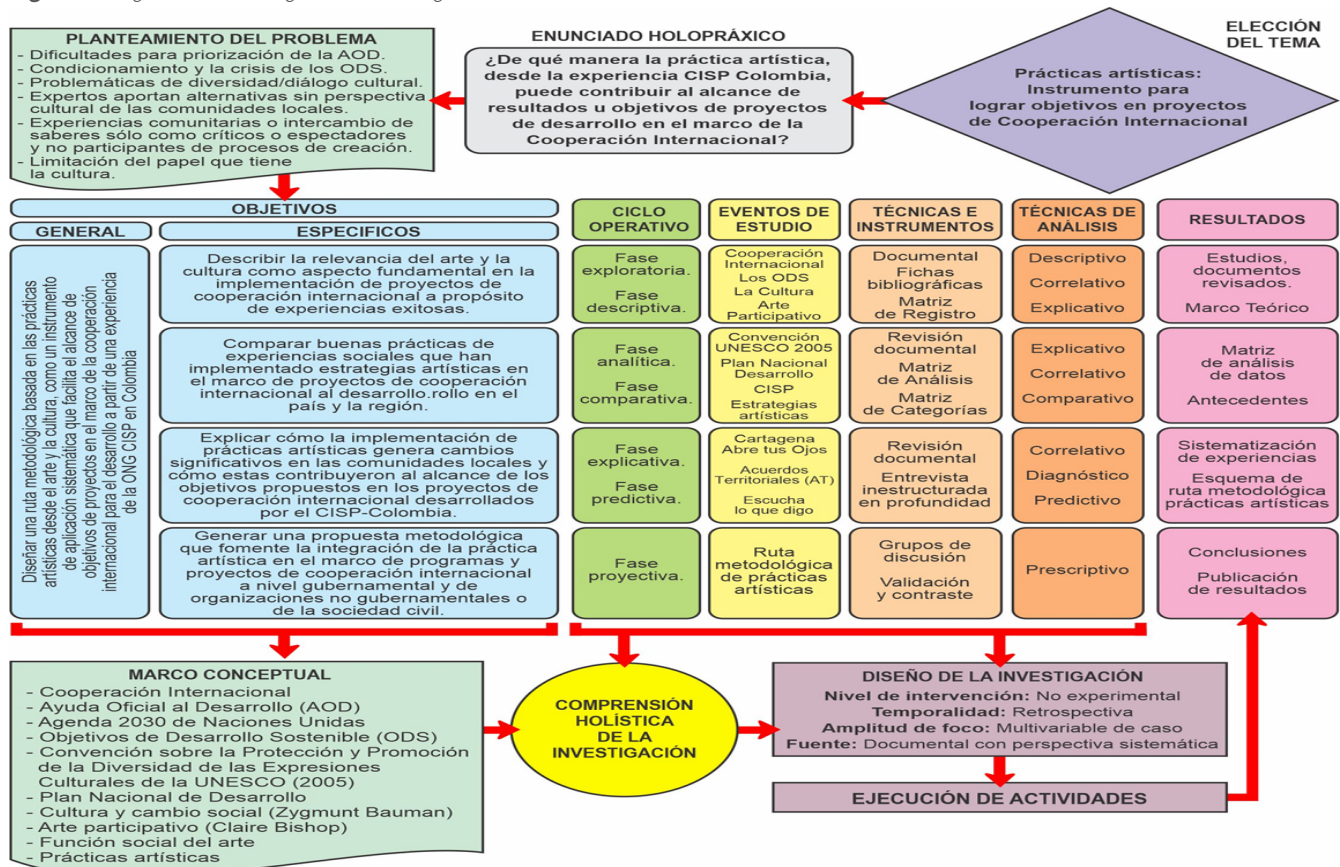 ELECCIÓN
DEL TEMA
Prácticas artísticas:
Instrumento para
lograr objetivos en proyectos
de Cooperación Internacional
ENUNCIADO HOLOPRÁXICO
¿De qué manera la práctica artística,
desde la experiencia CISP Colombia,
puede contribuir al alcance de
resultados u objetivos de proyectos
de desarrollo en el marco de la
Cooperación Internacional?
PLANTEAMIENTO DEL PROBLEMA
- Dificultades para priorización de la AOD.
- Condicionamiento y la crisis de los ODS.
- Problemáticas de diversidad/diálogo cultural.
- Expertos aportan alternativas sin perspectiva
cultural de las comunidades locales.
- Experiencias comunitarias o intercambio de
saberes sólo como críticos o espectadores
y no participantes de procesos de creación.
- Limitación del papel que tiene
la cultura.
OBJETIVOS
GENERAL
Diseñar una ruta metodológica basada en las prácticas
artísticas desde el arte y la cultura, como un instrumento
de aplicación sistemática que facilita el alcance de
objetivos de proyectos en el marco de la cooperación
internacional para el desarrollo a partir de una experiencia
de la ONG CISP en Colombia
ESPECIFICOS
Describir la relevancia del arte y la
cultura como aspecto fundamental en la
implementación de proyectos de
cooperación internacional a propósito
de experiencias exitosas.
Comparar buenas prácticas de
experiencias sociales que han
implementado estrategias artísticas en
el marco de proyectos de cooperación
internacional al desarrollo.rollo en el
país y la región.
Explicar cómo la implementación de
prácticas artísticas genera cambios
significativos en las comunidades locales y
cómo estas contribuyeron al alcance de los
objetivos propuestos en los proyectos de
cooperación internacional desarrollados
por el CISP-Colombia.
Generar una propuesta metodológica
que fomente la integración de la práctica
artística en el marco de programas y
proyectos de cooperación internacional
a nivel gubernamental y de
organizaciones no gubernamentales o
de la sociedad civil.
CICLO
OPERATIVO
Fase
exploratoria.
Fase
descriptiva.
Fase
analítica.
Fase
comparativa.
Fase
explicativa.
Fase
predictiva.
Fase
proyectiva.
EVENTOS DE
ESTUDIO
Cooperación
Internacional
Los ODS
La Cultura
Arte
Participativo
Convención
UNESCO 2005
Plan Nacional
Desarrollo
CISP
Estrategias
artísticas
Cartagena
Abre tus Ojos
Acuerdos
Territoriales (AT)
Escucha
lo que digo
Ruta
metodológica
de prácticas
artísticas
TÉCNICAS E
INSTRUMENTOS
Documental
Fichas
bibliográficas
Matriz
de Registro
Revisión
documental
Matriz
de Análisis
Matriz
de Categorías
Revisión
documental
Entrevista
inestructurada
en profundidad
Grupos de
discusión
Validación
y contraste
TÉCNICAS DE
ANÁLISIS
Descriptivo
Correlativo
Explicativo
Explicativo
Correlativo
Comparativo
Correlativo
Diagnóstico
Predictivo
Prescriptivo
RESULTADOS
Estudios,
documentos
revisados.
Marco Teórico
Matriz
de análisis
de datos
Antecedentes
Sistematización
de experiencias
Esquema de
ruta metodológica
prácticas artísticas
Conclusiones
Publicación
de resultados
MARCO CONCEPTUAL
- Cooperación Internacional
- Ayuda Oficial al Desarrollo (AOD)
- Agenda 2030 de Naciones Unidas
- Objetivos de Desarrollo Sostenible (ODS)
- Convención sobre la Protección y Promoción
de la Diversidad de las Expresiones
Culturales de la UNESCO (2005)
- Plan Nacional de Desarrollo
- Cultura y cambio social (Zygmunt Bauman)
- Arte participativo (Claire Bishop)
- Función social del arte
- Prácticas artísticas
COMPRENSIÓN
HOLÍSTICA
DE LA
INVESTIGACIÓN
DISEÑO DE LA INVESTIGACIÓN
Nivel de intervención: No experimental
Temporalidad: Retrospectiva
Amplitud de foco: Multivariable de caso
Fuente: Documental con perspectiva sistemática
EJECUCIÓN DE ACTIVIDADES